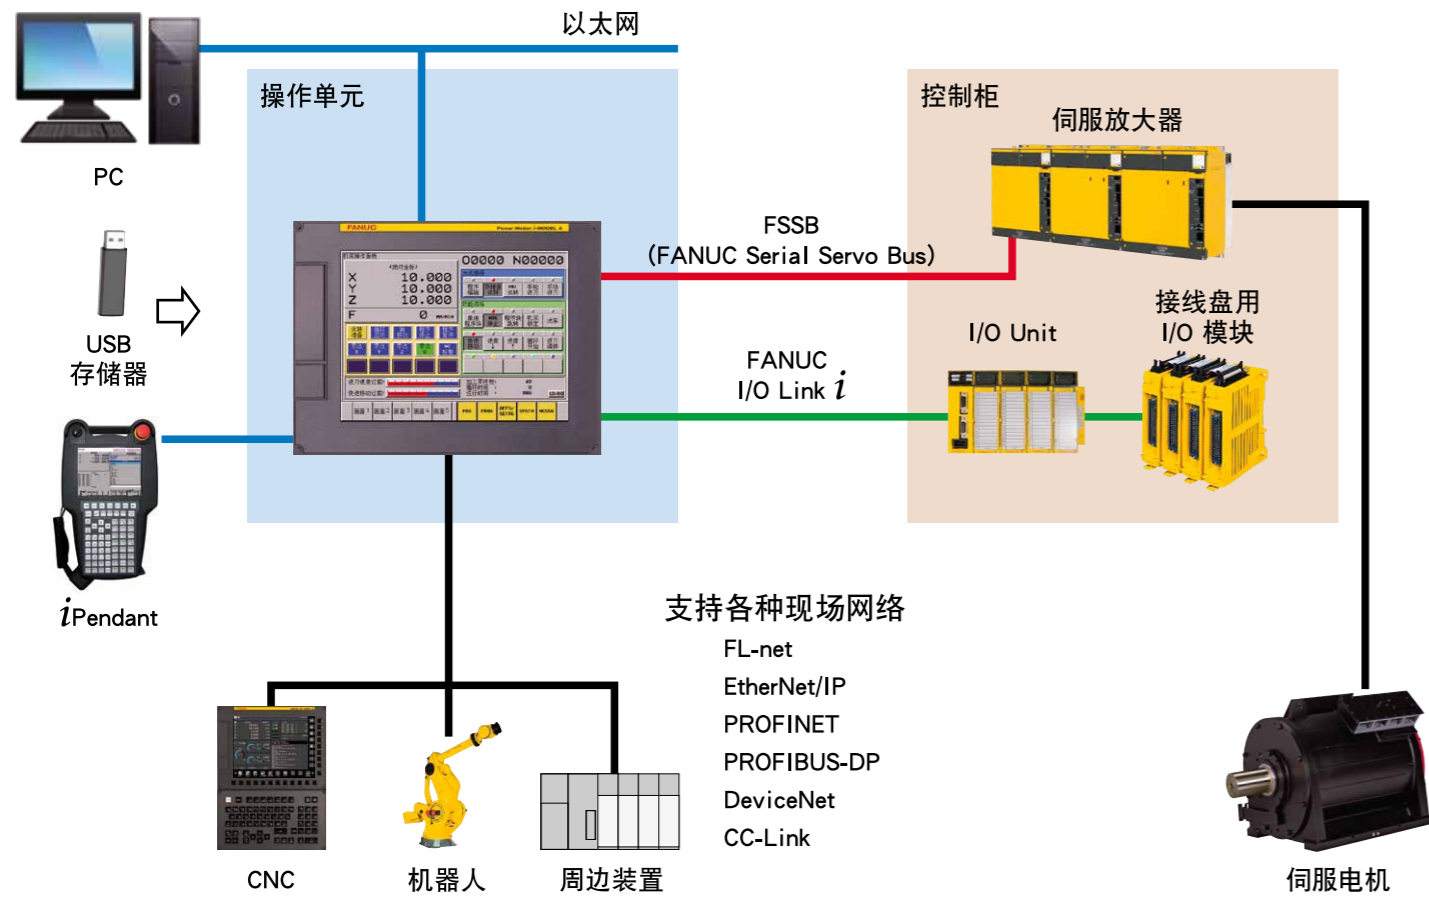 以太网
操作单元
控制柜
伺服放大器
PC
FANUC
Power Motion i-MODEL A
O0000 N00000
X 10.000
Y 10.000
Z 10.000
F 0
FSSB
(FANUC Serial Servo Bus)
接线盘用
I/O 模块
I/O Unit
USB
存储器
FANUC
I/O Link i
iPendant
支持各种现场网络
FL-net
EtherNet/IP
PROFINET
PROFIBUS-DP
DeviceNet
CC-Link
CNC
机器人
周边装置
伺服电机